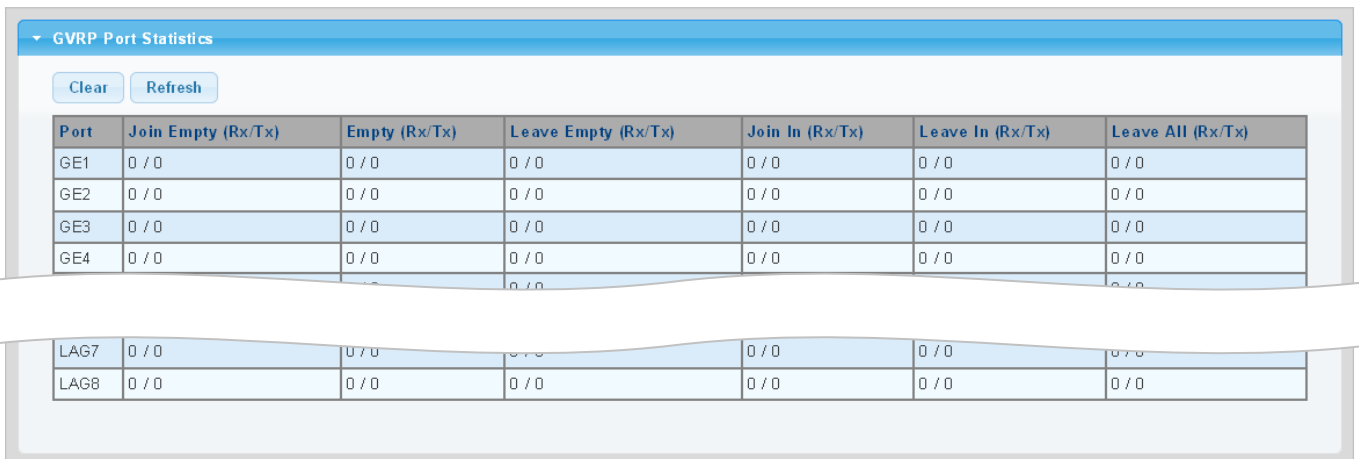 GVRP Port Statistics
Clear Refresh
Port Join Empty (Rx/Tx) Empty (Rx/Tx) Leave Empty (Rx/Tx) Join In (Rx/Tx) Leave In (Rx/Tx) Leave All (Rx/Tx)
GE1 0 / 0 0 / 0 0 / 0 0 / 0 0 / 0 0 / 0
GE2 0 / 0 0 / 0 0 / 0 0 / 0 0 / 0 0 / 0
GE3 0 / 0 0 / 0 0 / 0 0 / 0 0 / 0 0 / 0
GE4 0 / 0 0 / 0 0 / 0 0 / 0 0 / 0 0 / 0
LAG7 0 / 0 0 / 0 0 / 0 0 / 0 0 / 0
LAG8 0 / 0 0 / 0 0 / 0 0 / 0 0 / 0 0 / 0